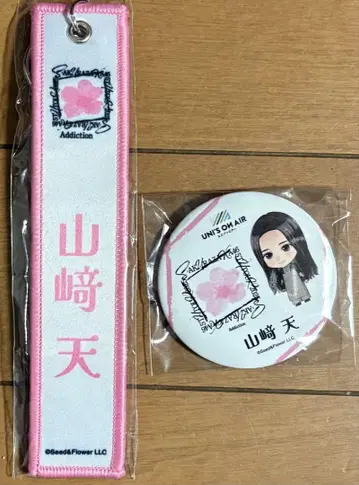 Addiction
山﨑 天
©Seed&Flower LLC
UNI'S ON AIR
Addiction
山﨑 天
©Seed&Flower LLC